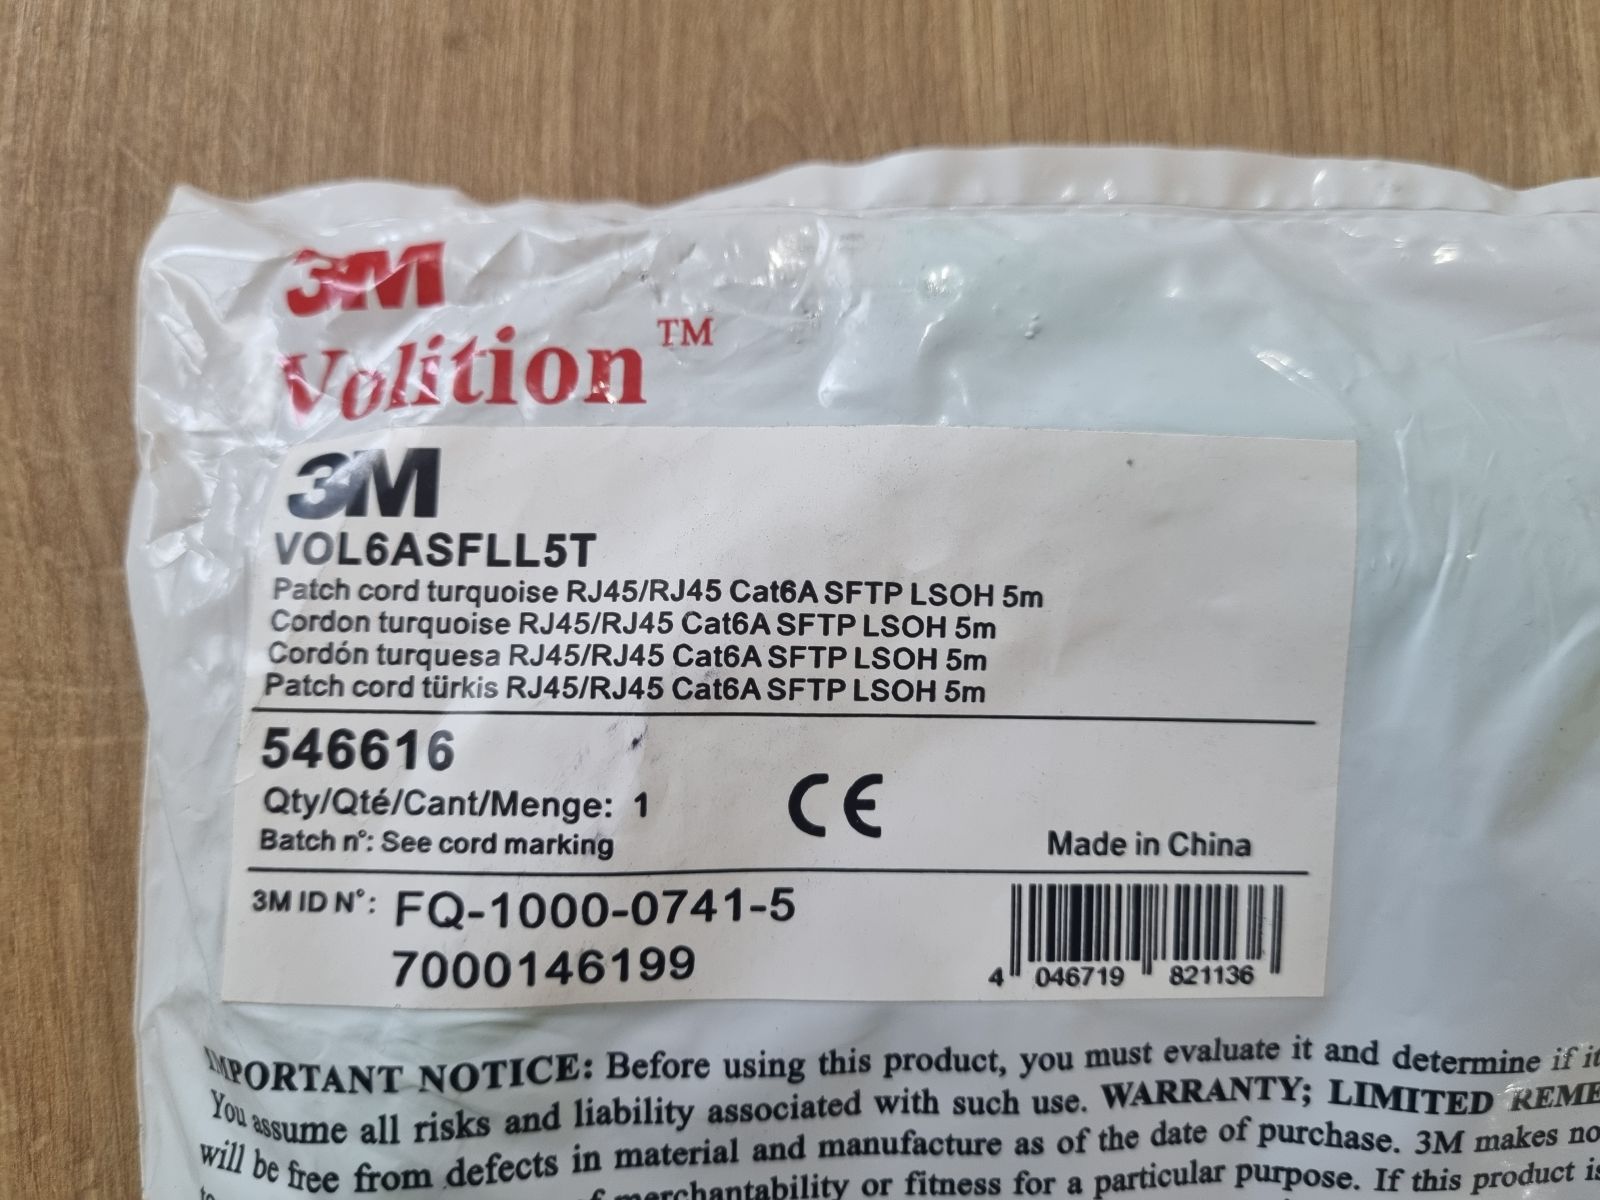 3M
Volition™
3M
VOL6ASFLL5T
Patch cord turquoise RJ45/RJ45 Cat6A SFTP LSOH 5m
Cordon turquoise RJ45/RJ45 Cat6A SFTP LSOH 5m
Cordón turquesa RJ45/RJ45 Cat6A SFTP LSOH 5m
Patch cord türkis RJ45/RJ45 Cat6A SFTP LSOH 5m
546616
Qty/Qté/Cant/Menge: 1
CE
Batch n°: See cord marking
Made in China
3M ID N°: FQ-1000-0741-5
7000146199
4 046719 821136
IMPORTANT NOTICE: Before using this product, you must evaluate it and determine if it
You assume all risks and liability associated with such use. WARRANTY; LIMITED
will be free from defects in material and manufacture as of the date of purchase. 3M makes no
merchantability or fitness for a particular purpose. If this product is